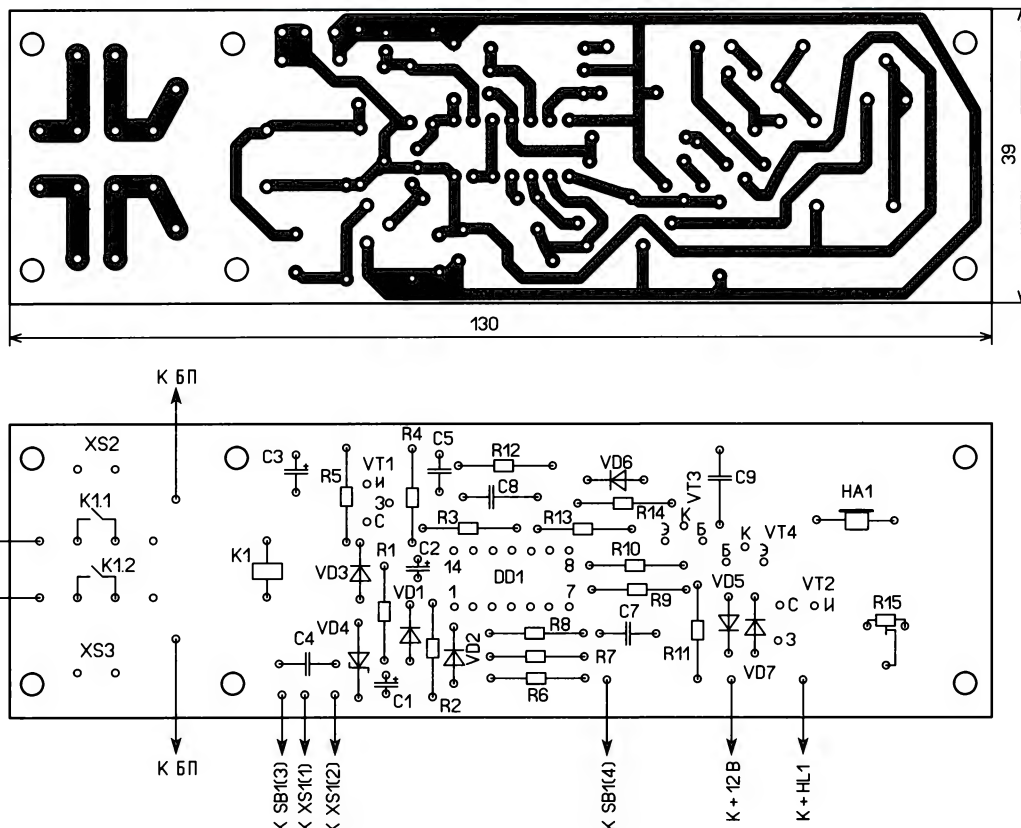 39
130
К БП
XS2
C3
R5
VT1
И
З
С
R4
C5
R12
C8
VD6
R14
VT3
К
Э
Б
C9
HA1
K1.1
R3
R13
К
VT4
Э
Б
K1
R1
C2
14
8
DD1
1
7
R10
K1.2
VD3
VD1
R9
VD5
VT2
С
И
З
R15
XS3
VD4
C4
VD2
R8
C7
R7
R11
R6
VD7
C1
R2
К БП
К SB1(3)
К XS1(1)
К XS1(2)
К SB1(4)
К +12В
К +HL1